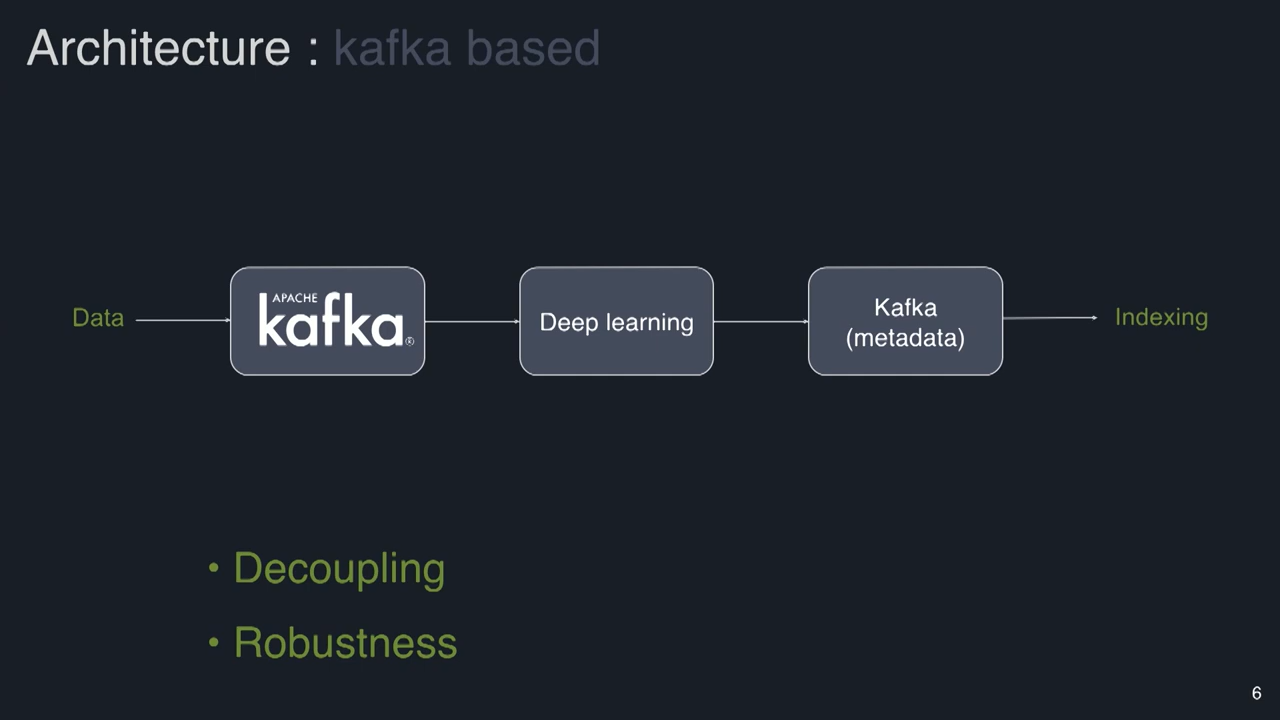 Architecture : kafka based
Data
APACHE
kafka®
Deep learning
Kafka
(metadata)
Indexing
• Decoupling
• Robustness
6